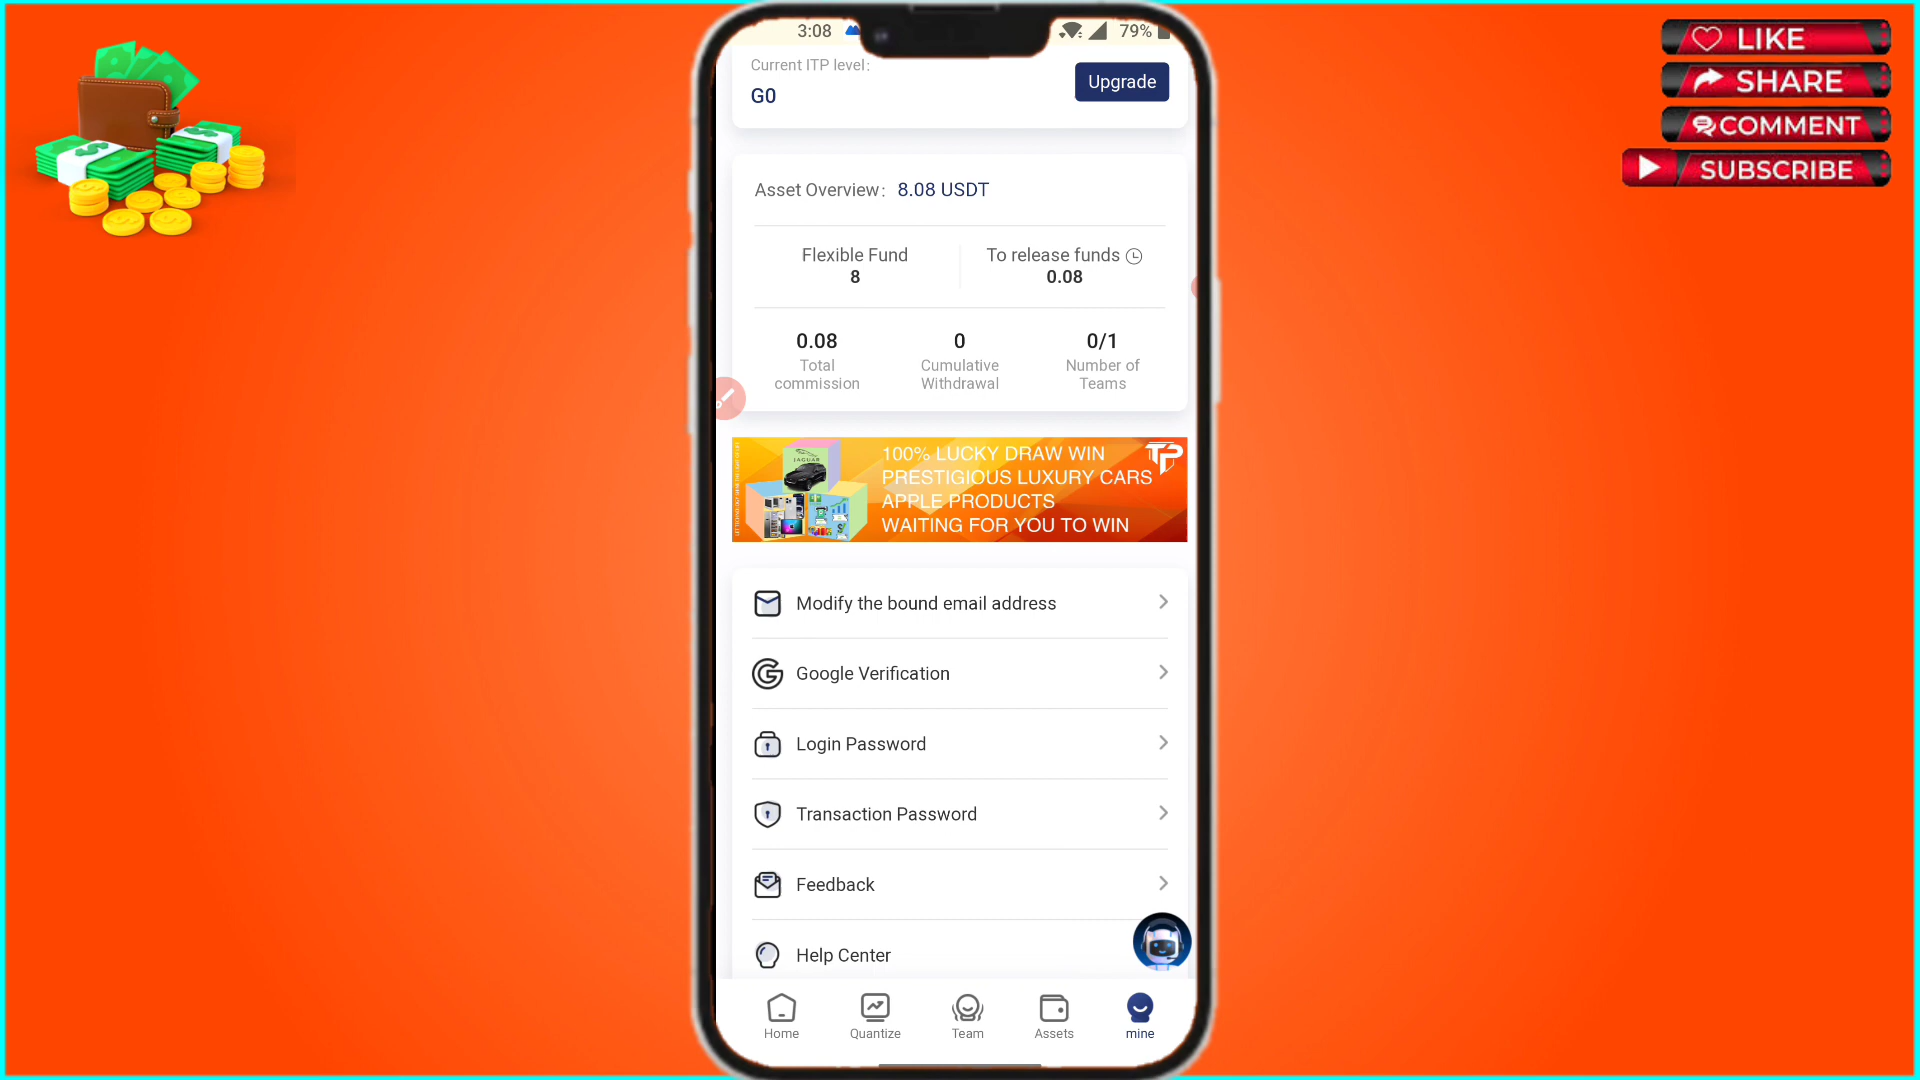 3:08
79%
Current ITP level:
G0
Upgrade
Asset Overview: 8.08 USDT
Flexible Fund
8
To release funds
0.08
0.08
Total
commission
0
Cumulative
Withdrawal
0/1
Number of
Teams
JAGUAR
100% LUCKY DRAW WIN
PRESTIGIOUS LUXURY CARS
APPLE PRODUCTS
WAITING FOR YOU TO WIN
TP
Modify the bound email address
Google Verification
Login Password
Transaction Password
Feedback
Help Center
Home
Quantize
Team
Assets
mine
LIKE
SHARE
COMMENT
SUBSCRIBE